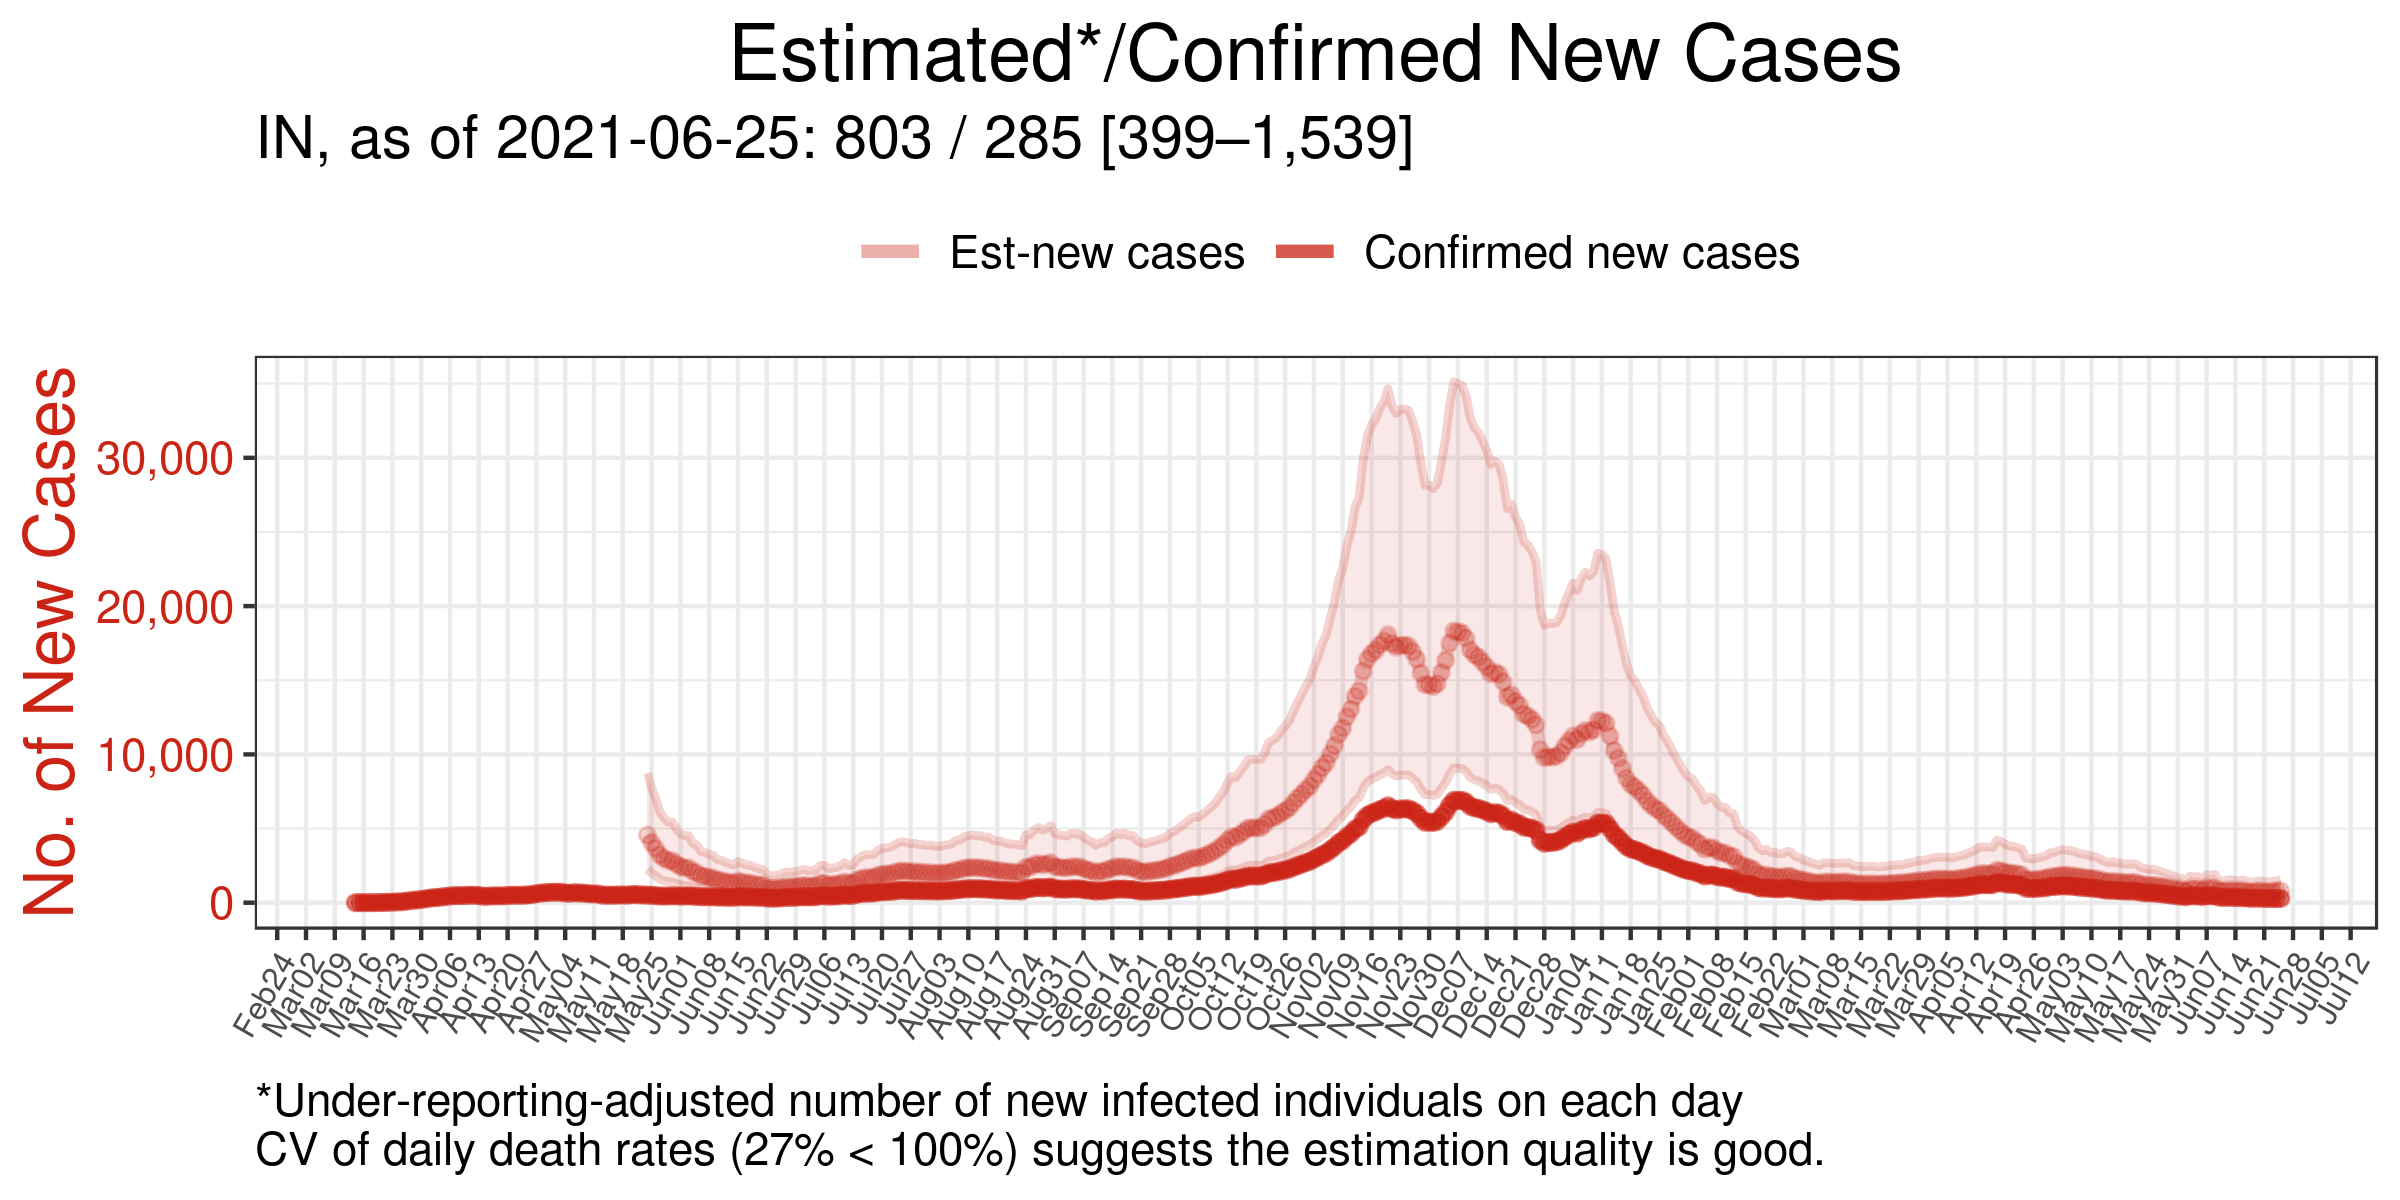 Estimated*/Confirmed New Cases
IN, as of 2021-06-25: 803 / 285 [399–1,539]
Est-new cases
Confirmed new cases
No. of New Cases
30,000
20,000
10,000
0
Feb24
Mar02
Mar09
Mar16
Mar23
Mar30
Apr06
Apr13
Apr20
Apr27
May04
May11
May18
May25
Jun01
Jun08
Jun15
Jun22
Jun29
Jul06
Jul13
Jul20
Jul27
Aug03
Aug10
Aug17
Aug24
Aug31
Sep07
Sep14
Sep21
Sep28
Oct05
Oct12
Oct19
Oct26
Nov02
Nov09
Nov16
Nov23
Nov30
Dec07
Dec14
Dec21
Dec28
Jan04
Jan11
Jan18
Jan25
Feb01
Feb08
Feb15
Feb22
Mar01
Mar08
Mar15
Mar22
Mar29
Apr05
Apr12
Apr19
Apr26
May03
May10
May17
May24
May31
Jun07
Jun14
Jun21
Jun28
Jul05
Jul12
*Under-reporting-adjusted number of new infected individuals on each day
CV of daily death rates (27% < 100%) suggests the estimation quality is good.